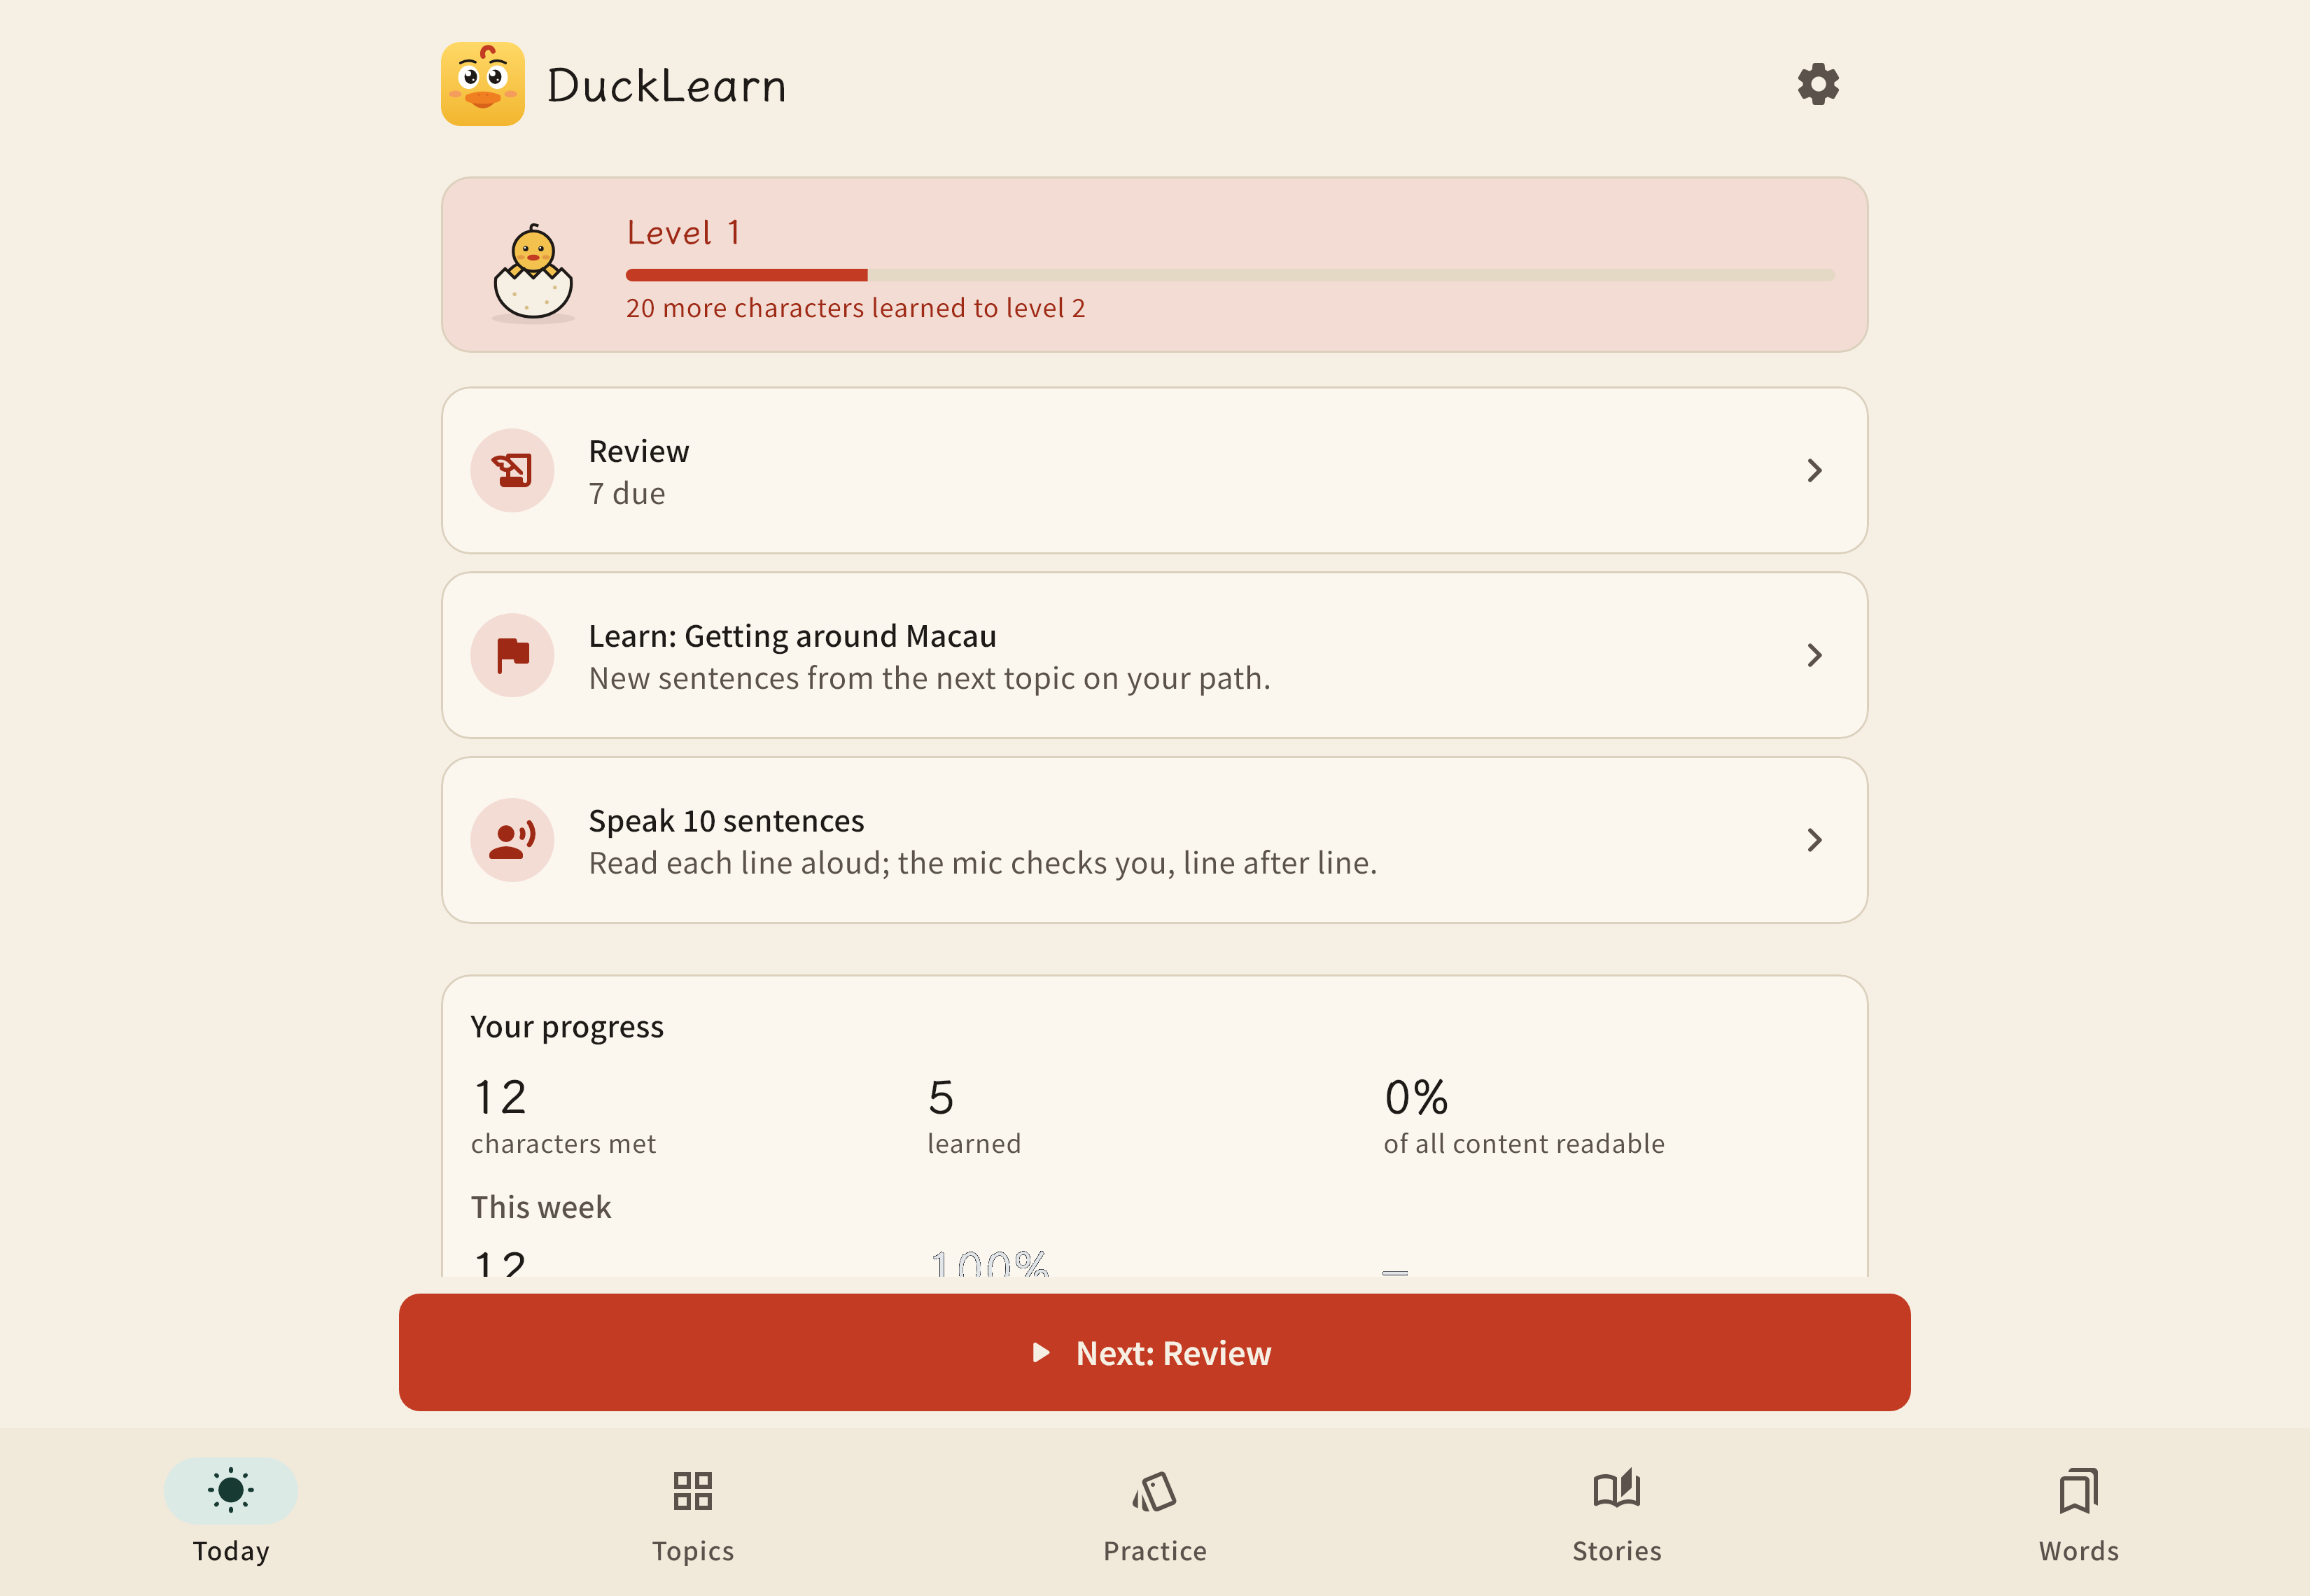 DuckLearn
Level 1
20 more characters learned to level 2
Review
7 due
Learn: Getting around Macau
New sentences from the next topic on your path.
Speak 10 sentences
Read each line aloud; the mic checks you, line after line.
Your progress
12 5 0%
characters met learned of all content readable
This week
12 100% –
Next: Review
Today Topics Practice Stories Words